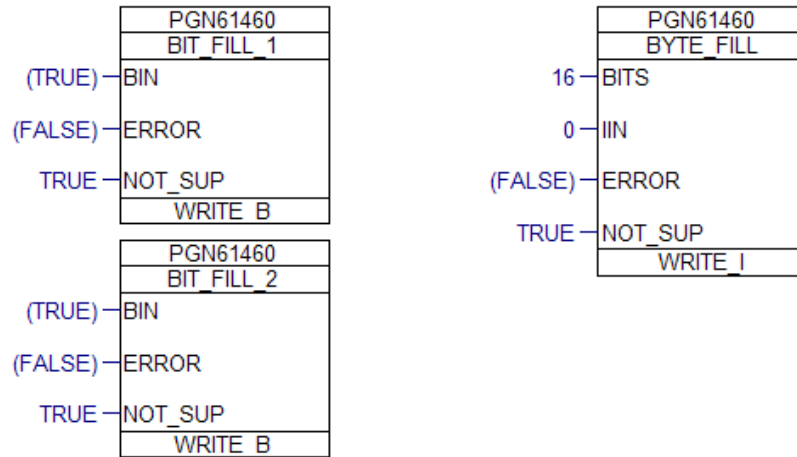 PGN61460
BIT_FILL_1
(TRUE) BIN
(FALSE) ERROR
TRUE NOT_SUP
WRITE_B
PGN61460
BIT_FILL_2
(TRUE) BIN
(FALSE) ERROR
TRUE NOT_SUP
WRITE_B
PGN61460
BYTE_FILL
16 BITS
0 IIN
(FALSE) ERROR
TRUE NOT_SUP
WRITE_I